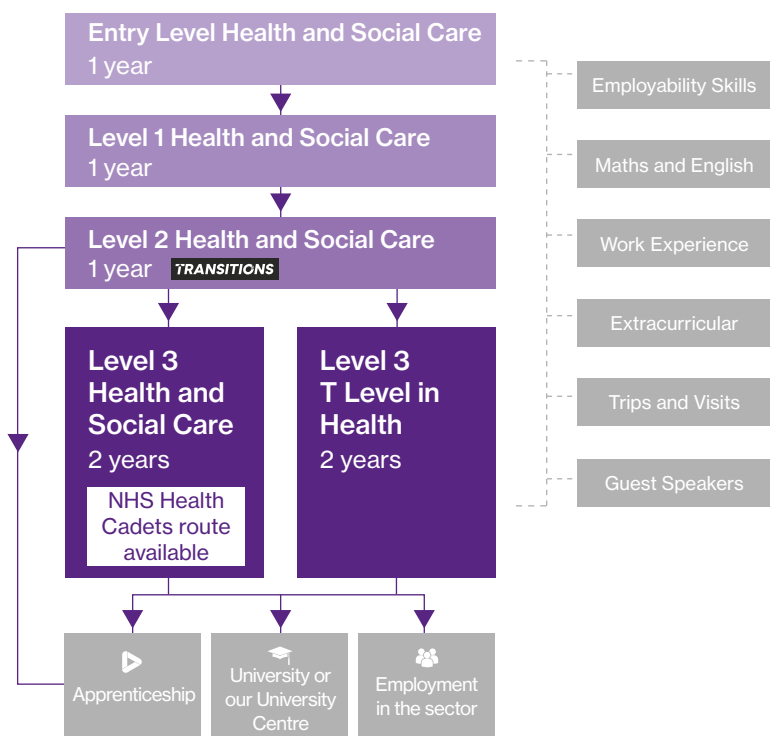 Entry Level Health and Social Care
1 year
Level 1 Health and Social Care
1 year
Level 2 Health and Social Care
1 year TRANSITIONS
Level 3
Health and
Social Care
2 years
NHS Health
Cadets route
available
Level 3
T Level in
Health
2 years
Apprenticeship
University or
our University
Centre
Employment
in the sector
Employability Skills
Maths and English
Work Experience
Extracurricular
Trips and Visits
Guest Speakers